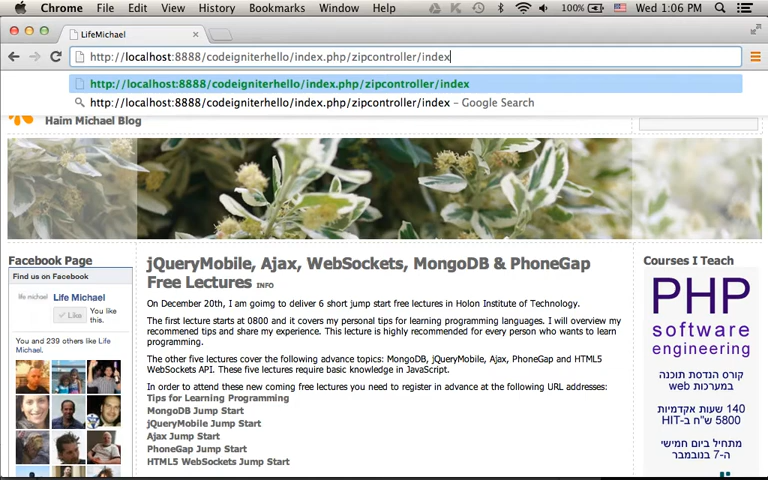 Chrome File Edit View History Bookmarks Window Help 100% Wed 1:06 PM
LifeMichael
http://localhost:8888/codeigniterhello/index.php/zipcontroller/index
http://localhost:8888/codeigniterhello/index.php/zipcontroller/index
http://localhost:8888/codeigniterhello/index.php/zipcontroller/index – Google Search
Haim Michael Blog
Facebook Page
Find us on Facebook
life michael
Life Michael
Like
You like
this.
You and 239 others like Life
Michael.
jQueryMobile, Ajax, WebSockets, MongoDB & PhoneGap
Free Lectures INFO
On December 20th, I am goimg to deliver 6 short jump start free lectures in Holon Institute of Technology.
The first lecture starts at 0800 and it covers my personal tips for learning programming languages. I will overview my
recommened tips and share my experience. This lecture is highly recommended for every person who wants to learn
programming.
The other five lectures cover the following advance topics: MongoDB, jQueryMobile, Ajax, PhoneGap and HTML5
WebSockets API. These five lectures require basic knowledge in JavaScript.
In order to attend these new coming free lectures you need to register in advance at the following URL addresses:
Tips for Learning Programming
MongoDB Jump Start
jQueryMobile Jump Start
Ajax Jump Start
PhoneGap Jump Start
HTML5 WebSockets Jump Start
Courses I Teach
PHP
software
engineering
קורס הנדסת תוכנה
במערכות web
140 שעות אקדמיות
5800 ש"ח ב-HIT
מתחיל ביום חמישי
ה-7 בנובמבר